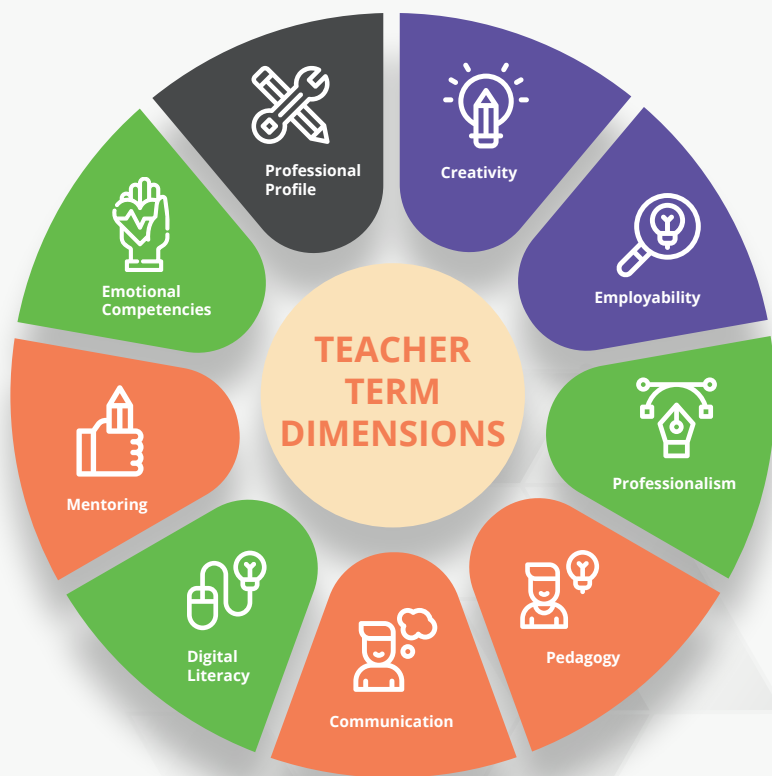 TEACHER
TERM
DIMENSIONS
Creativity
Employability
Professionalism
Pedagogy
Communication
Digital
Literacy
Mentoring
Emotional
Competencies
Professional
Profile